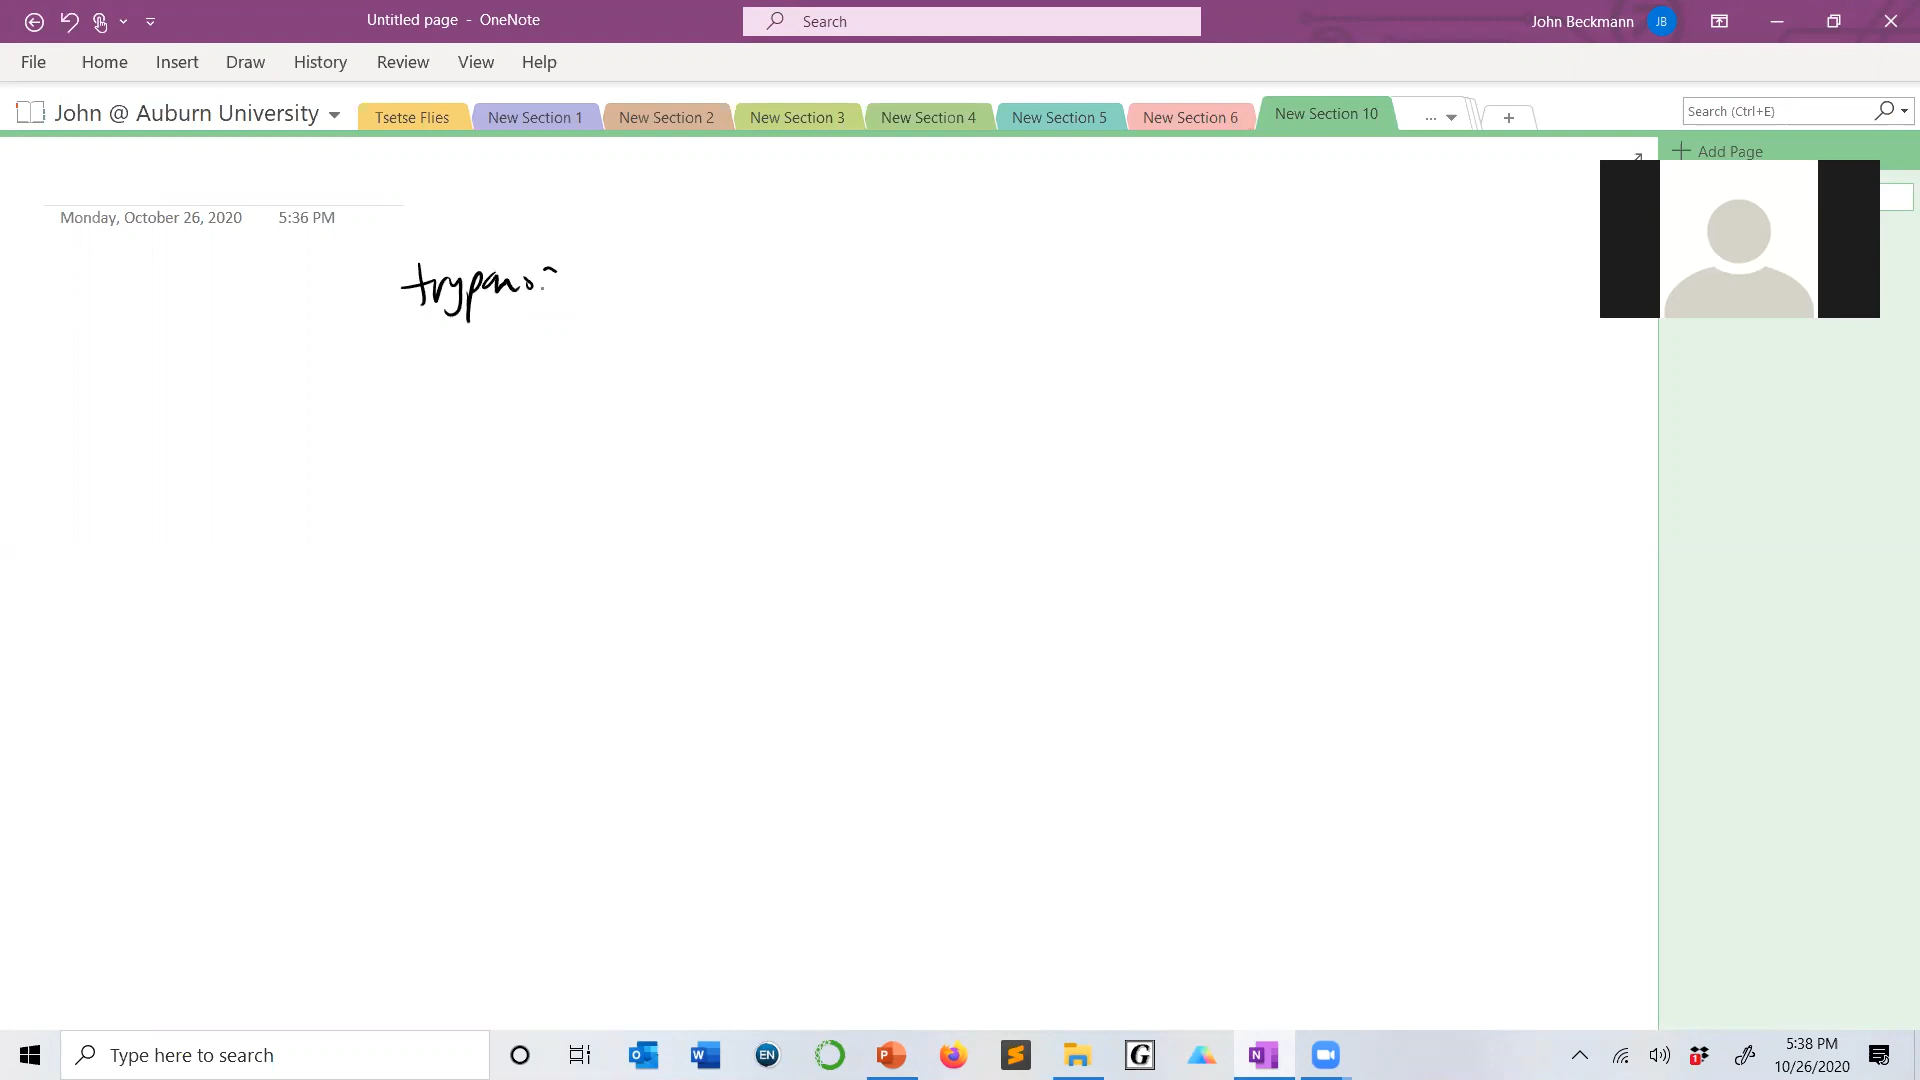 Untitled page - OneNote
Search
John Beckmann
JB
File Home Insert Draw History Review View Help
John @ Auburn University
Tsetse Flies
New Section 1
New Section 2
New Section 3
New Section 4
New Section 5
New Section 6
New Section 10
...
+
Search (Ctrl+E)
Add Page
Monday, October 26, 2020 5:36 PM
trypano
Type here to search
O
W
EN
P
G
N
1
5:38 PM
10/26/2020